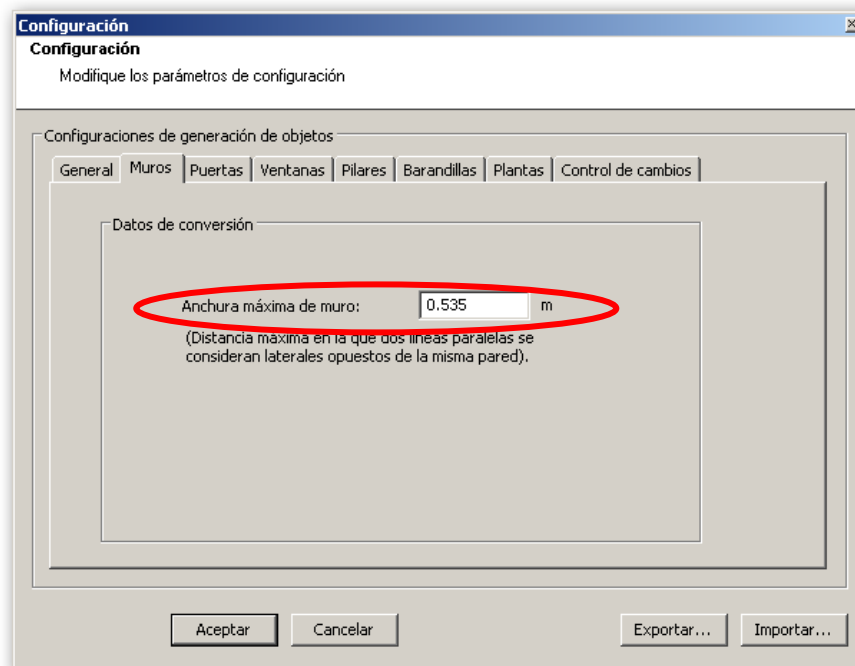 Configuración
Configuración
Modifique los parámetros de configuración
Configuraciones de generación de objetos
General Muros Puertas Ventanas Pilares Barandillas Plantas Control de cambios
Datos de conversión
Anchura máxima de muro: 0.535 m
(Distancia máxima en la que dos líneas paralelas se
consideran laterales opuestos de la misma pared).
Aceptar Cancelar Exportar... Importar...